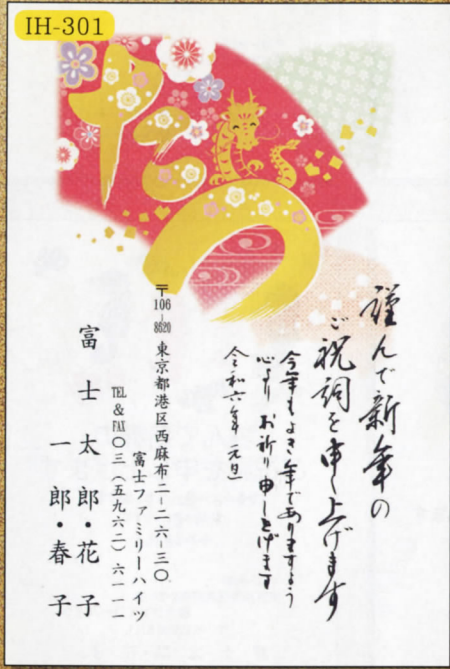 IH-301
たつ
謹んで新年の
ご祝詞を申し上げます
今年もよき年でありますよう
心より お祈り申し上げます
令和六年 元旦
〒106-8620 東京都港区西麻布二-二六-三〇
富士ファミリーハイツ
TEL&FAX〇三(五九六二)六一一一
富士太郎・花子
一郎・春子